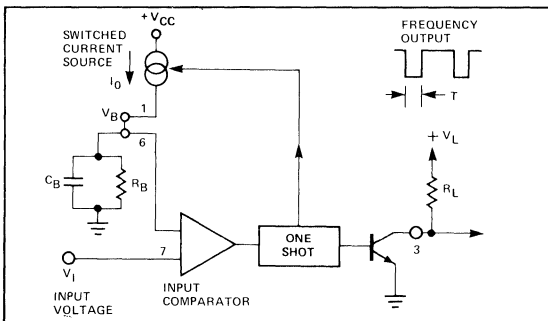 + VCC
SWITCHED
CURRENT
SOURCE
IO
FREQUENCY
OUTPUT
T
VB
1
6
CB
RB
+ VL
RL
ONE
SHOT
3
7
VI
INPUT
VOLTAGE
INPUT
COMPARATOR